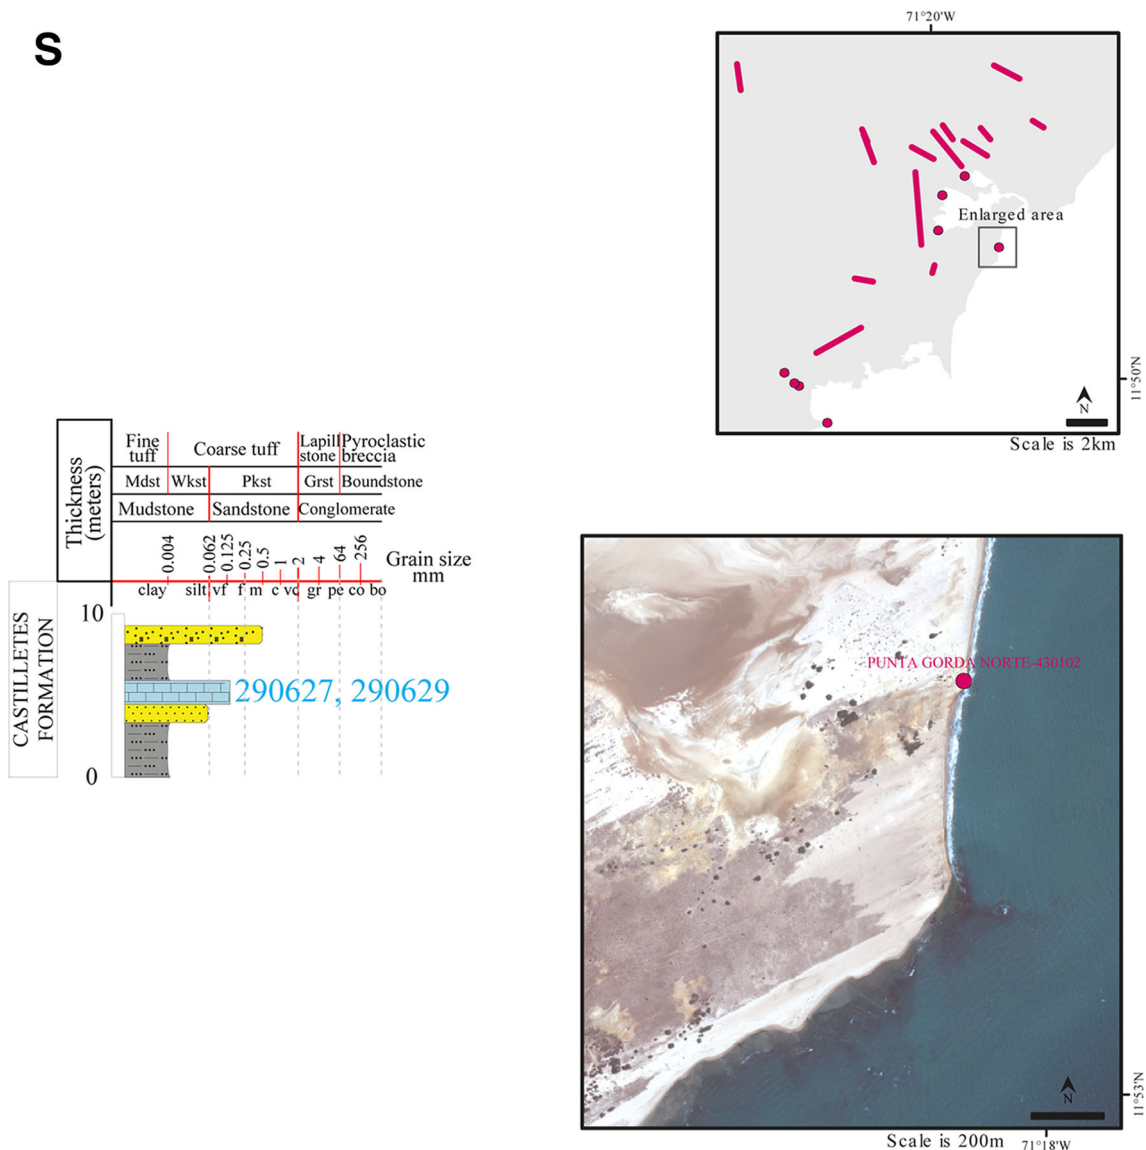 S
71°20'W
Enlarged area
11°50'N
N
Scale is 2km
Thickness
(meters)
Fine
tuff
Coarse tuff
Lapill
stone
Pyroclastic
breccia
Mdst
Wkst
Pkst
Grst
Boundstone
Mudstone
Sandstone
Conglomerate
0.004
0.062
0.125
0.25
0.5
1
2
4
64
256
Grain size
mm
clay
silt
vf
f
m
c
vc
gr
pe
co
bo
CASTILLETES
FORMATION
10
290627, 290629
0
PUNTA GORDA NORTE-430102
N
11°53'N
Scale is 200m
71°18'W